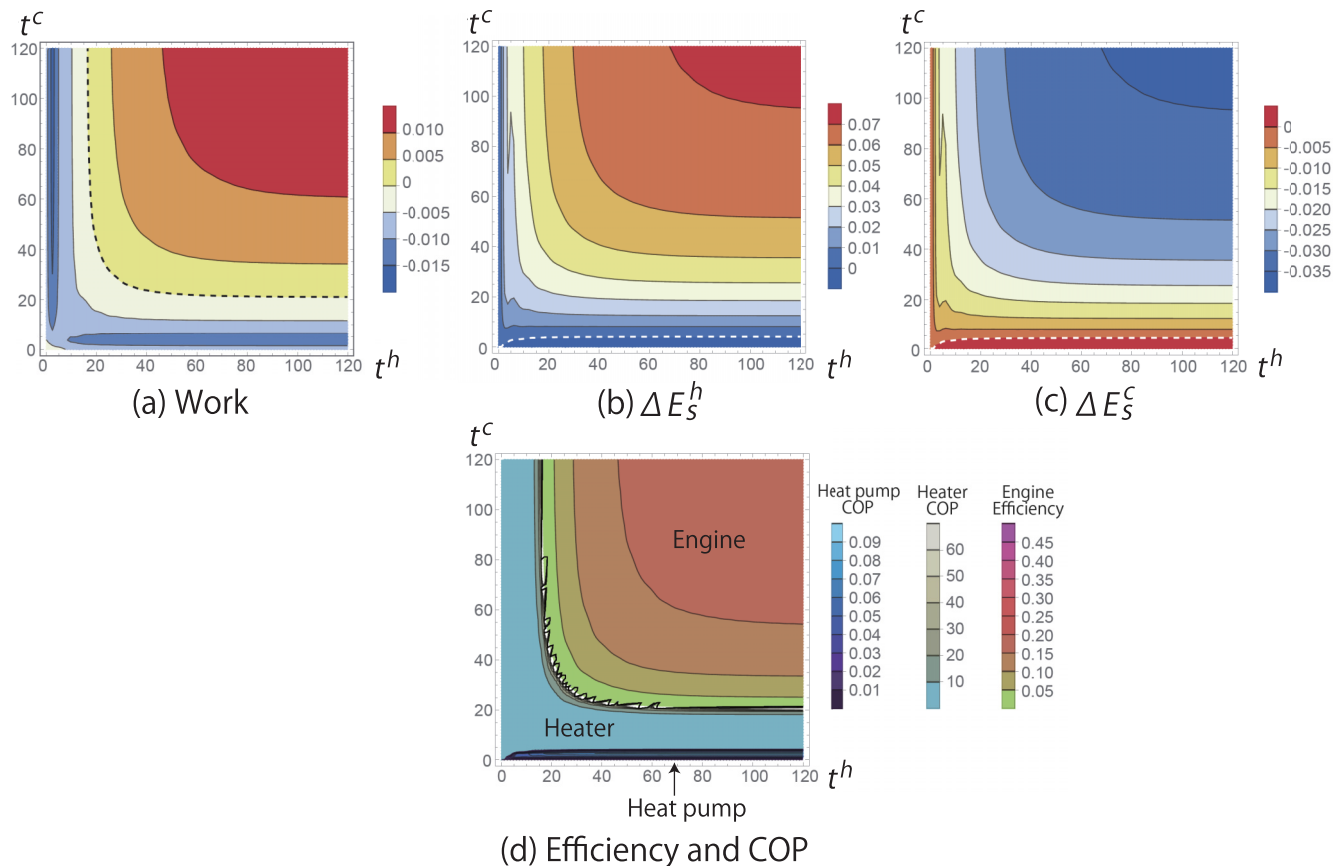 t^c
120
100
80
60
40
20
0
0 20 40 60 80 100 120
t^h
0.010
0.005
0
-0.005
-0.010
-0.015
(a) Work
t^c
120
100
80
60
40
20
0
0 20 40 60 80 100 120
t^h
0.07
0.06
0.05
0.04
0.03
0.02
0.01
0
(b) ΔE_s^h
t^c
120
100
80
60
40
20
0
0 20 40 60 80 100 120
t^h
0
-0.005
-0.010
-0.015
-0.020
-0.025
-0.030
-0.035
(c) ΔE_s^c
t^c
120
100
80
60
40
20
0
0 20 40 60 80 100 120
t^h
Engine
Heater
Heat pump
Heat pump
COP
0.09
0.08
0.07
0.06
0.05
0.04
0.03
0.02
0.01
Heater
COP
60
50
40
30
20
10
Engine
Efficiency
0.45
0.40
0.35
0.30
0.25
0.20
0.15
0.10
0.05
(d) Efficiency and COP